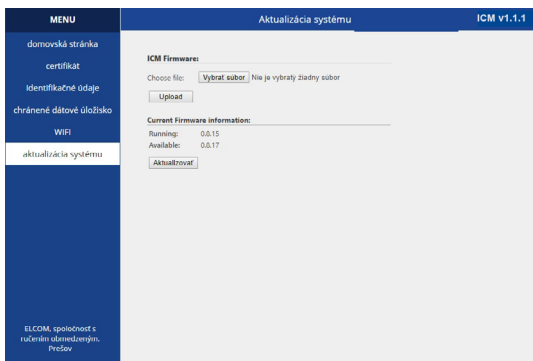 MENU
Aktualizácia systému
ICM v1.1.1
domovská stránka
certifikát
Identifikačné údaje
chránené dátové úložisko
WIFI
aktualizácia systému
ICM Firmware:
Choose file: Vybrať súbor Nie je vybratý žiadny súbor
Upload
Current Firmware information:
Running: 0.0.15
Available: 0.0.17
Aktualizovať
ELCOM, spoločnosť s
ručením obmedzeným,
Prešov